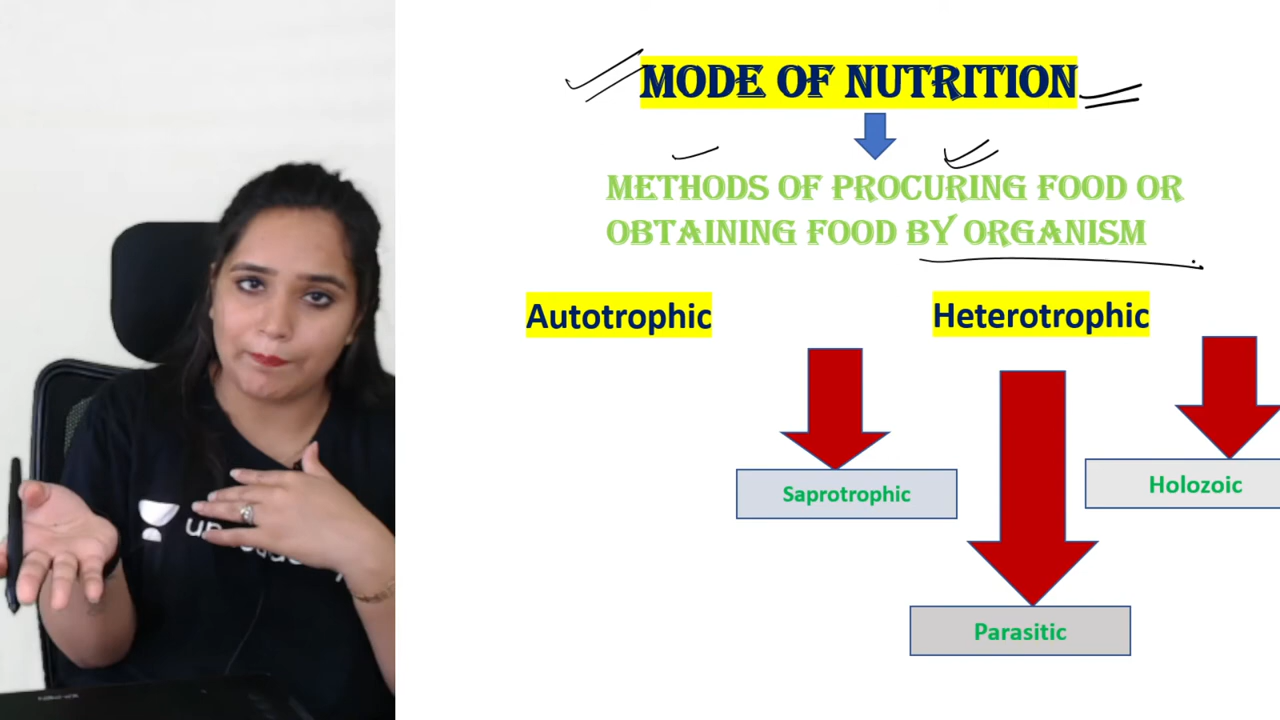 MODE OF NUTRITION
METHODS OF PROCURING FOOD OR
OBTAINING FOOD BY ORGANISM
Autotrophic
Heterotrophic
Saprotrophic
Holozoic
Parasitic